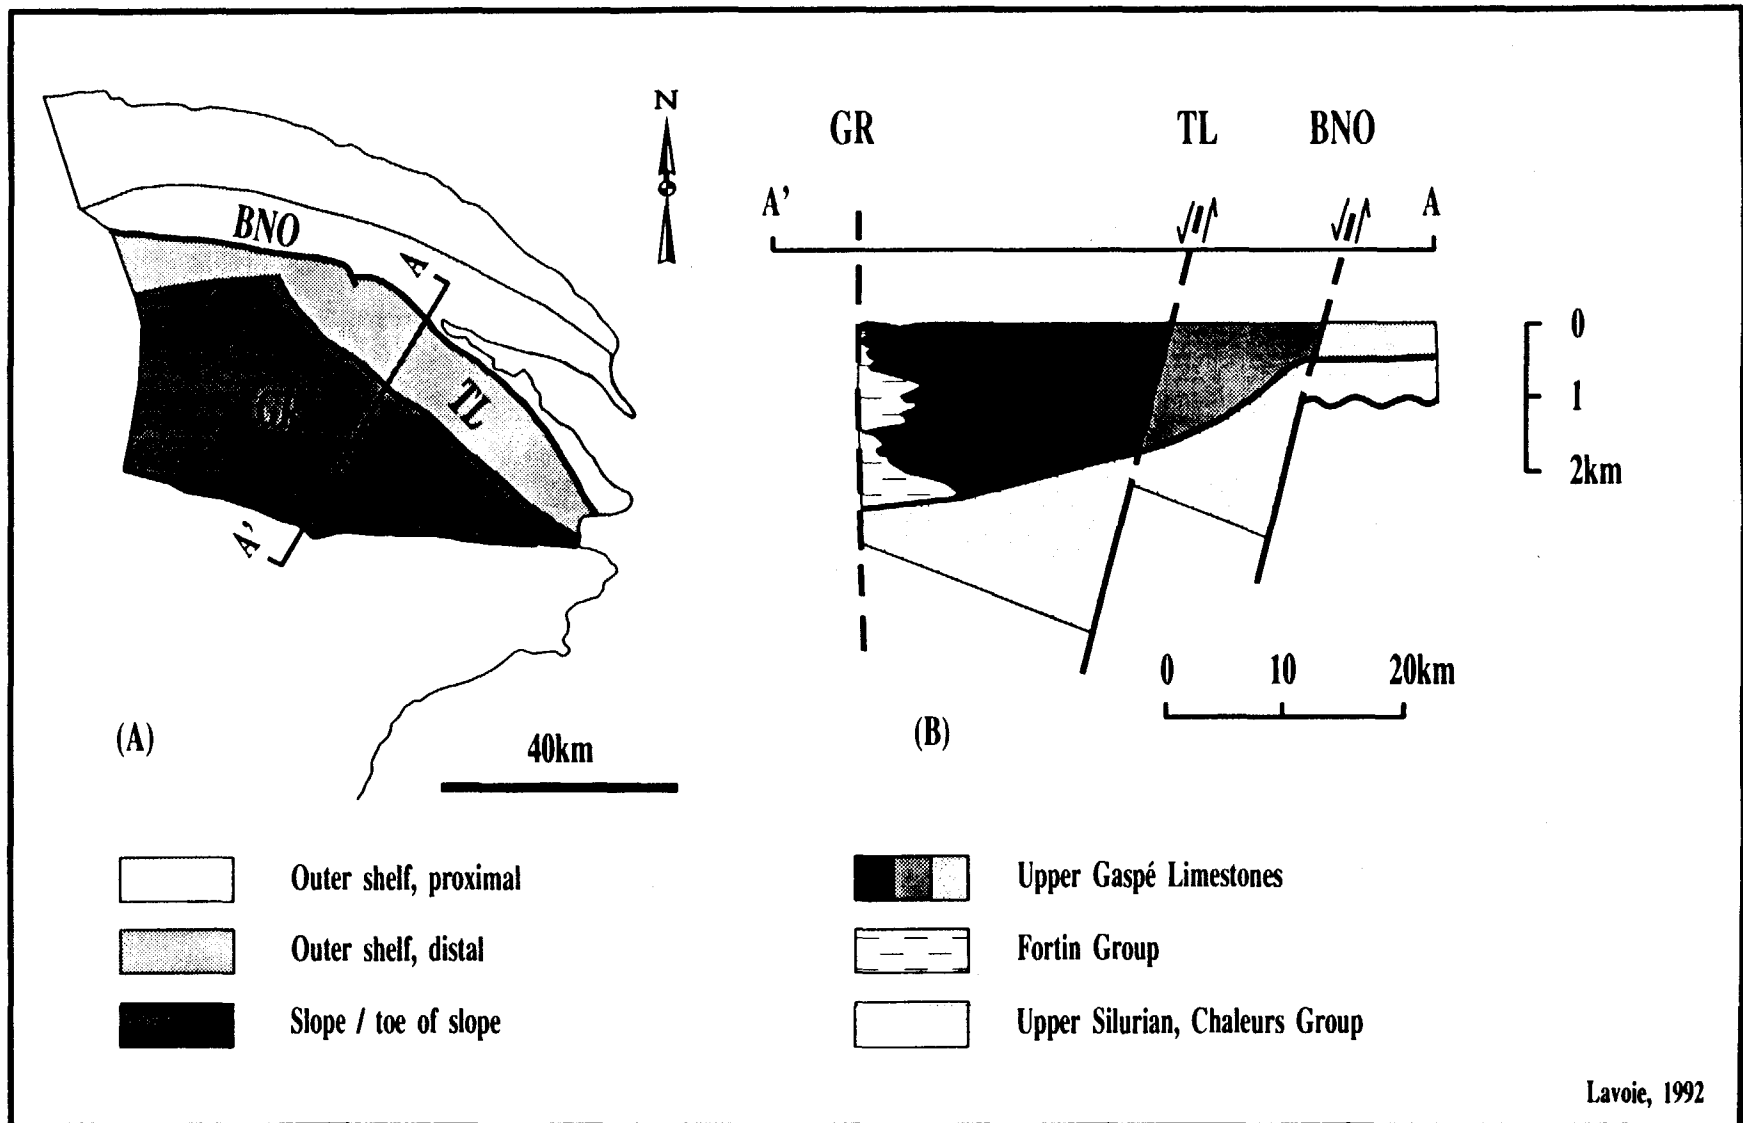 N
GR
TL
BNO
A'
A
BNO
A
TL
GR
A'
0
1
2km
0
10
20km
(A)
40km
(B)
Outer shelf, proximal
Outer shelf, distal
Slope / toe of slope
Upper Gaspé Limestones
Fortin Group
Upper Silurian, Chaleurs Group
Lavoie, 1992